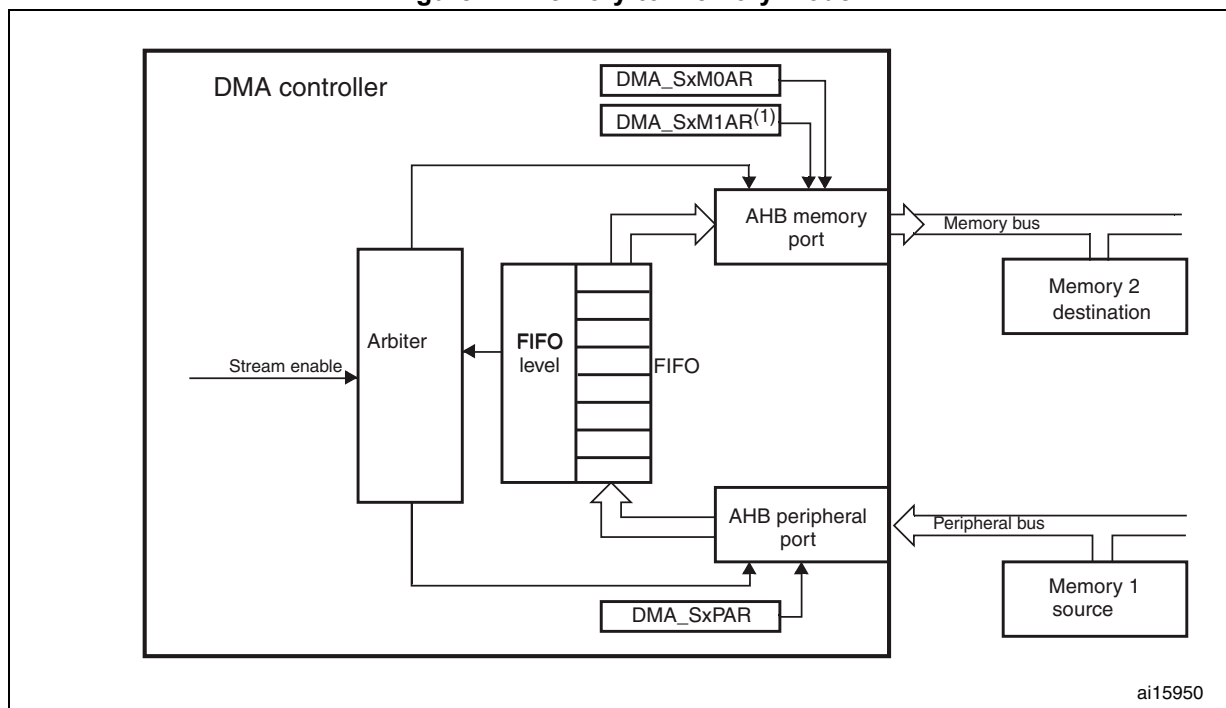 DMA controller
DMA_SxM0AR
DMA_SxM1AR(1)
AHB memory
port
Memory bus
Memory 2
destination
Arbiter
FIFO
level
FIFO
Stream enable
AHB peripheral
port
Peripheral bus
DMA_SxPAR
Memory 1
source
ai15950